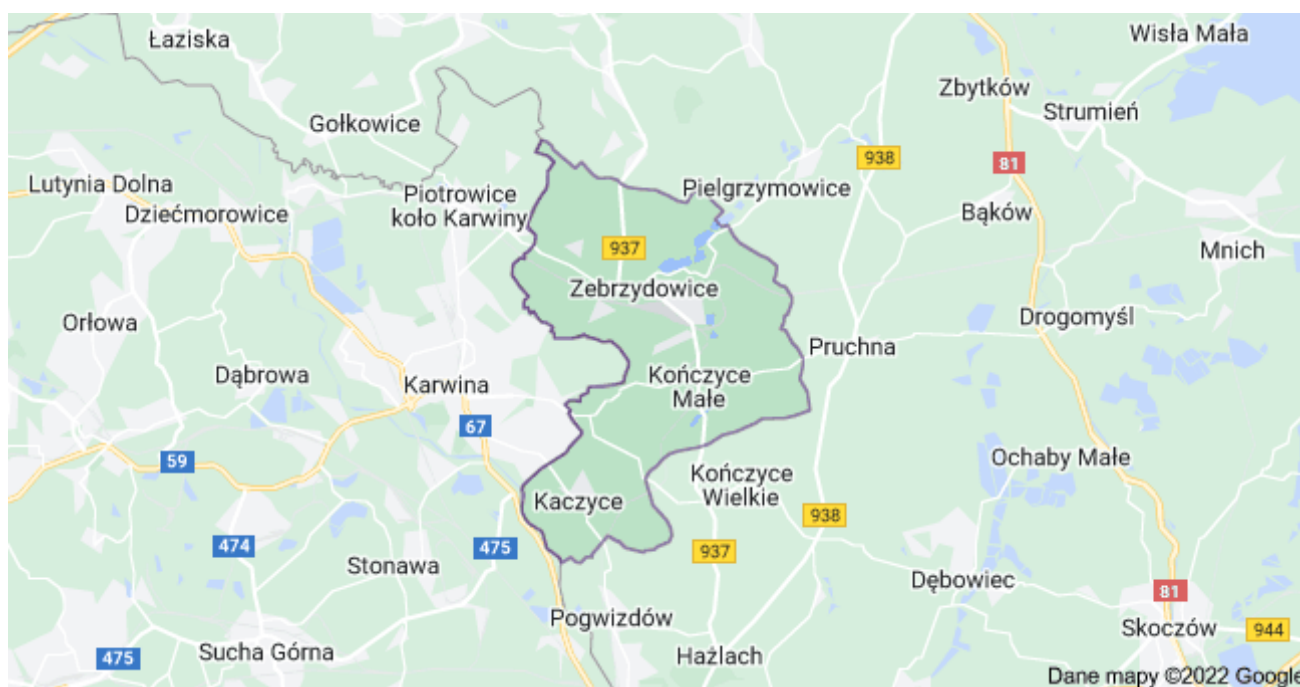 Łaziska
Wisła Mała
Zbytków
Strumień
Gołkowice
938
81
Lutynia Dolna
Piotrowice
koło Karwiny
Pielgrzymowice
Dziećmorowice
Bąków
937
Mnich
Zebrzydowice
Orłowa
Drogomyśl
Pruchna
Dąbrowa
Karwina
Kończyce
Małe
67
59
Ochaby Małe
Kończyce
Wielkie
Kaczyce
938
474
475
937
Stonawa
Dębowiec
81
Pogwizdów
Skoczów
944
475
Sucha Górna
Hażlach
Dane mapy ©2022 Google